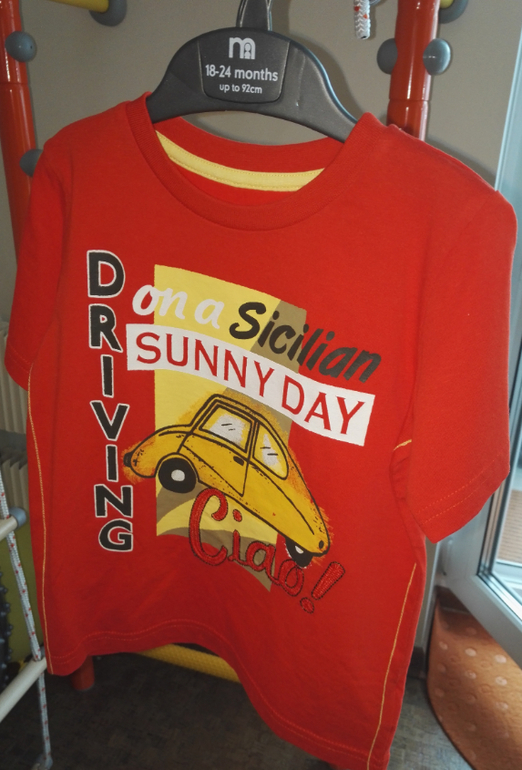 m
18-24 months
up to 92cm
DRIVING
on a Sicilian
SUNNY DAY
Ciao!